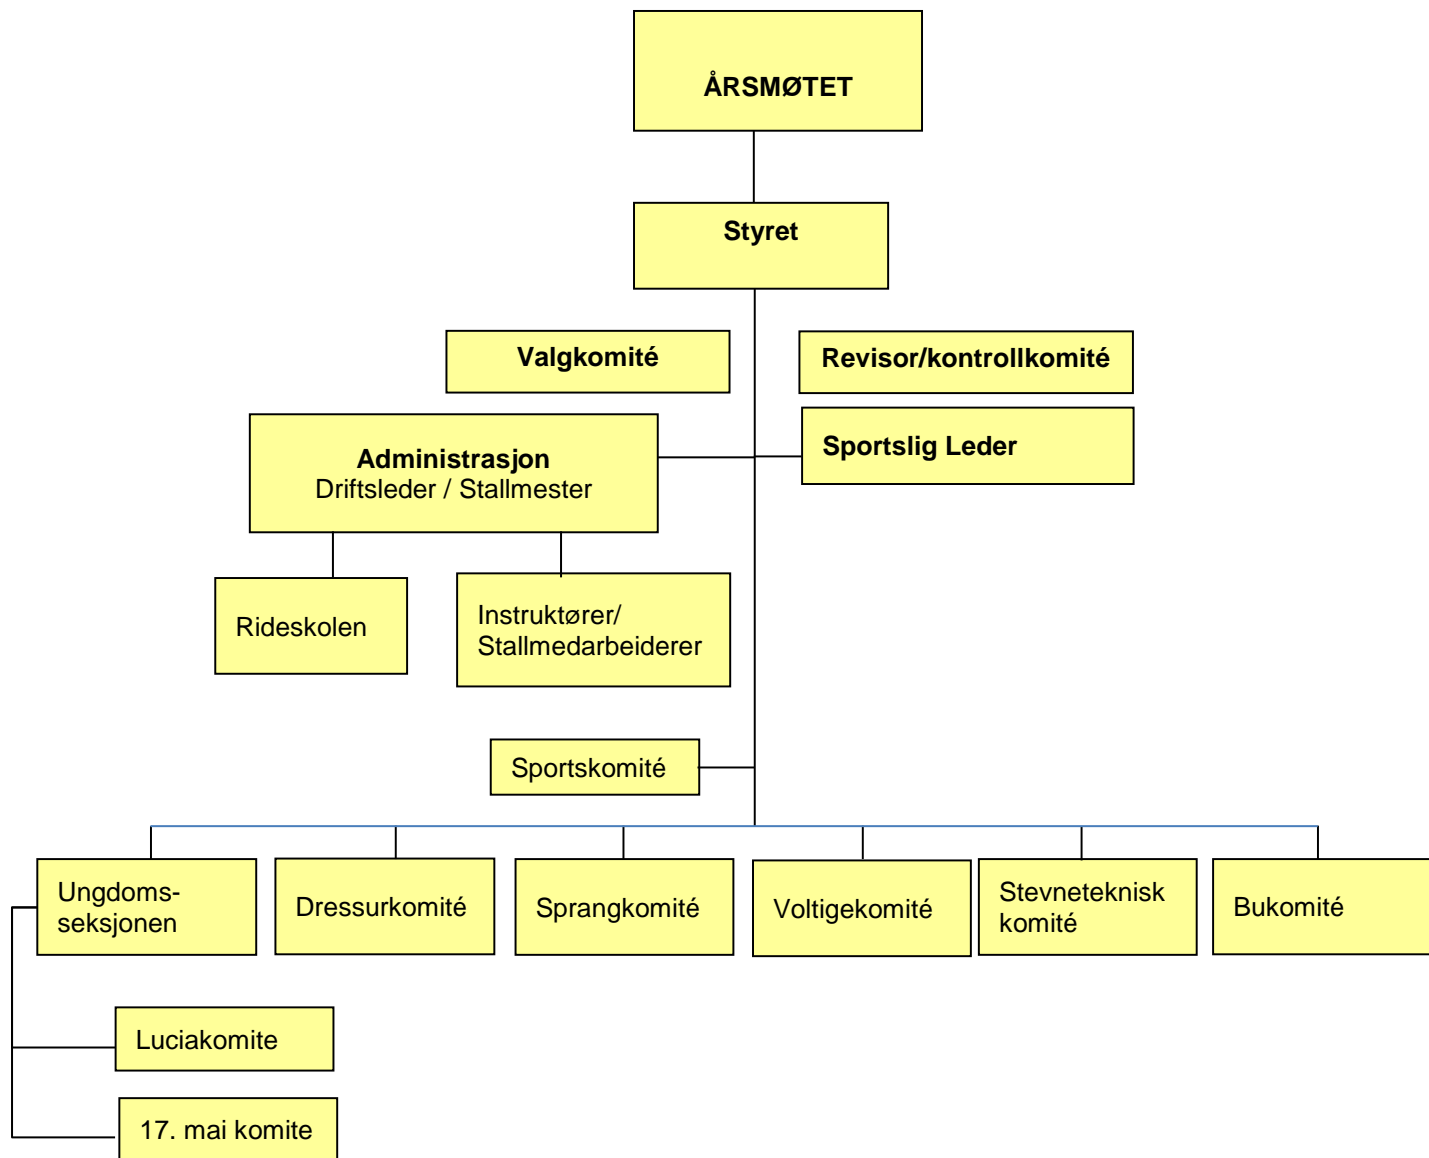 ÅRSMØTET
Styret
Valgkomité
Revisor/kontrollkomité
Administrasjon
Driftsleder / Stallmester
Sportslig Leder
Rideskolen
Instruktører/
Stallmedarbeiderer
Sportskomité
Ungdoms-
seksjonen
Dressurkomité
Sprangkomité
Voltigekomité
Stevneteknisk
komité
Bukomité
Luciakomite
17. mai komite